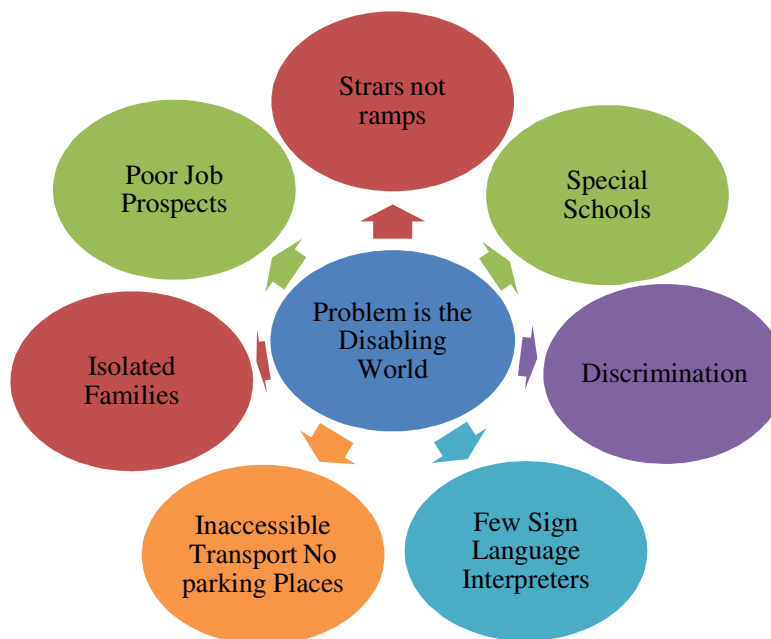 Strars not
ramps
Special
Schools
Discrimination
Few Sign
Language
Interpreters
Inaccessible
Transport No
parking Places
Isolated
Families
Poor Job
Prospects
Problem is the
Disabling
World